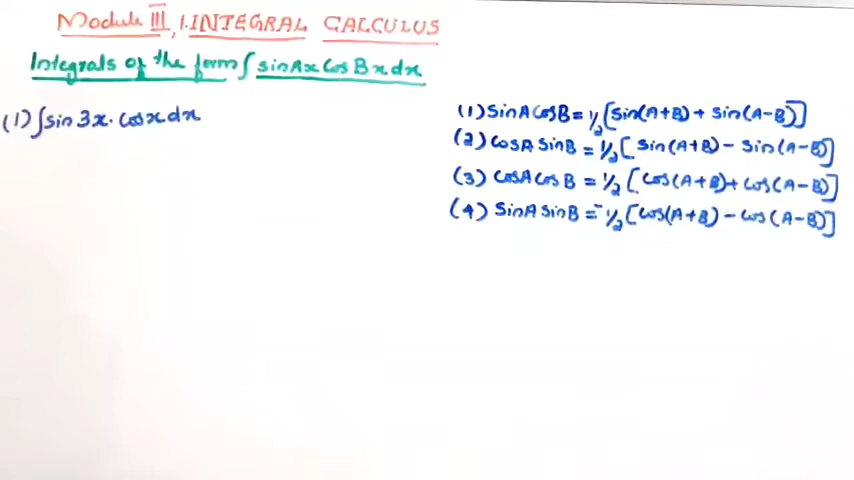 Module III, 1.INTEGRAL CALCULUS
Integrals of the form ∫sinAx cosBx dx
(1) ∫sin3x·cosx dx
(1) SinA CosB = 1/2[Sin(A+B) + Sin(A-B)]
(2) CosA SinB = 1/2[Sin(A+B) - Sin(A-B)]
(3) CosA CosB = 1/2[Cos(A+B) + Cos(A-B)]
(4) SinA SinB = -1/2[Cos(A+B) - Cos(A-B)]